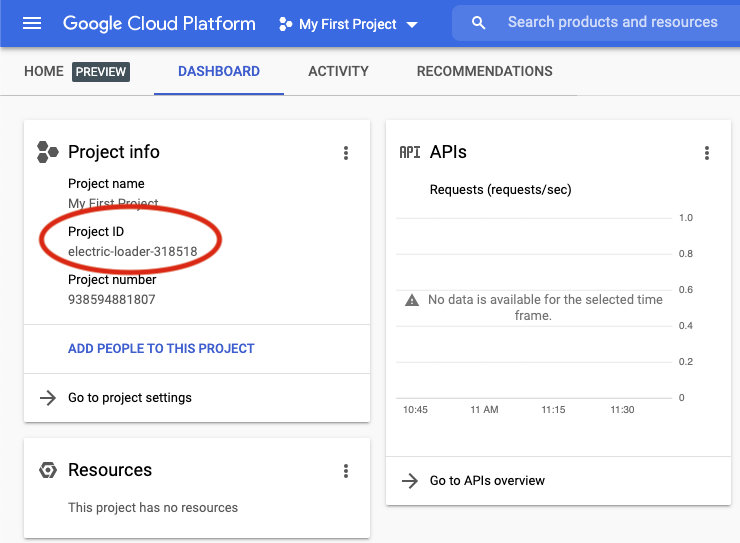 Google Cloud Platform
My First Project
Search products and resources
HOME PREVIEW
DASHBOARD
ACTIVITY
RECOMMENDATIONS
Project info
Project name
My First Project
Project ID
electric-loader-318518
Project number
938594881807
ADD PEOPLE TO THIS PROJECT
Go to project settings
Resources
This project has no resources
API APIs
Requests (requests/sec)
1.0
0.8
0.6
No data is available for the selected time
frame.
0.4
0.2
0
10:45 11 AM 11:15 11:30
Go to APIs overview